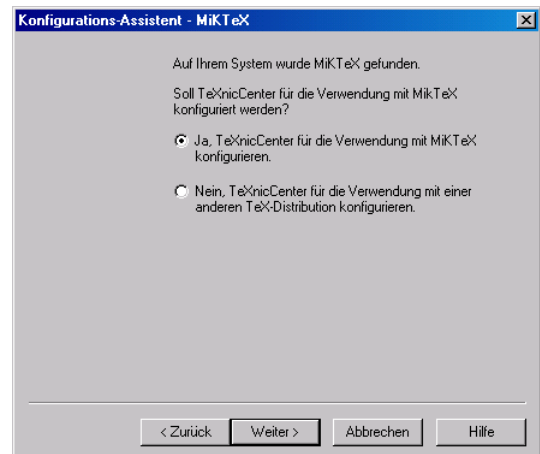 Konfigurations-Assistent - MiKTeX
Auf Ihrem System wurde MiKTeX gefunden.
Soll TeXnicCenter für die Verwendung mit MikTeX
konfiguriert werden?
Ja, TeXnicCenter für die Verwendung mit MiKTeX
konfigurieren.
Nein, TeXnicCenter für die Verwendung mit einer
anderen TeX-Distribution konfigurieren.
< Zurück Weiter > Abbrechen Hilfe